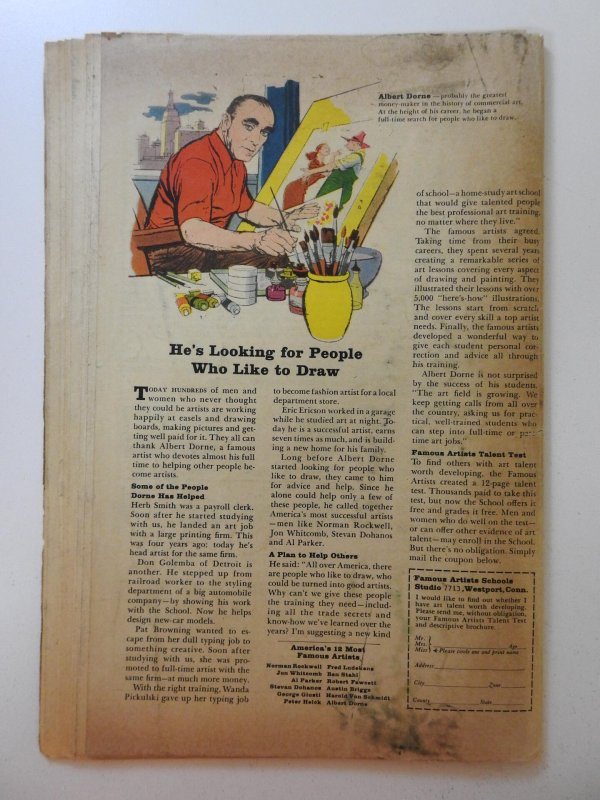 Albert Dorne — probably the greatest
money-maker in the history of commercial art.
At the height of his career, he began a
full-time search for people who like to draw.
He's Looking for People
Who Like to Draw
TODAY HUNDREDS of men and
women who never thought
they could be artists are working
happily at easels and drawing
boards, making pictures and get-
ting well paid for it. They all can
thank Albert Dorne, a famous
artist who devotes almost his full
time to helping other people be-
come artists.
Some of the People
Dorne Has Helped
Herb Smith was a payroll clerk.
Soon after he started studying
with us, he landed an art job
with a large printing firm. This
was four years ago: today he's
head artist for the same firm.
Don Golemba of Detroit is
another. He stepped up from
railroad worker to the styling
department of a big automobile
company—by showing his work
with the School. Now he helps
design new-car models.
Pat Browning wanted to es-
cape from her dull typing job to
something creative. Soon after
studying with us, she was pro-
moted to full-time artist with the
same firm—at much more money.
With the right training, Wanda
Pickulski gave up her typing job
to become fashion artist for a local
department store.
Eric Ericson worked in a garage
while he studied art at night. To-
day he is a successful artist, earns
seven times as much, and is build-
ing a new home for his family.
Long before Albert Dorne
started looking for people who
like to draw, they came to him
for advice and help. Since he
alone could help only a few of
these people, he called together
America's most successful artists
—men like Norman Rockwell,
Jon Whitcomb, Stevan Dohanos
and Al Parker.
A Plan to Help Others
He said: "All over America, there
are people who like to draw, who
could be turned into good artists.
Why can't we give these people
the training they need—includ-
ing all the trade secrets and
know-how we've learned over the
years? I'm suggesting a new kind
of school—a home-study art school
that would give talented people
the best professional art training,
no matter where they live."
The famous artists agreed.
Taking time from their busy
careers, they spent several years
creating a remarkable series of
art lessons covering every aspect
of drawing and painting. They
illustrated their lessons with over
5,000 "here's-how" illustrations.
The lessons start from scratch
and cover every skill a top artist
needs. Finally, the famous artists
developed a wonderful way to
give each student personal cor-
rection and advice all through
his training.
Albert Dorne is not surprised
by the success of his students.
"The art field is growing. We
keep getting calls from all over
the country, asking us for prac-
tical, well-trained students who
can step into full-time or part-
time art jobs."
Famous Artists Talent Test
To find others with art talent
worth developing, the Famous
Artists created a 12-page talent
test. Thousands paid to take this
test, but now the School offers it
free and grades it free. Men and
women who do well on the test—
or can offer other evidence of art
talent—may enroll in the School.
But there's no obligation. Simply
mail the coupon below.
America's 12 Most
Famous Artists
Norman Rockwell Fred Ludekens
Jon Whitcomb Ben Stahl
Al Parker Robert Fawcett
Stevan Dohanos Austin Briggs
George Giusti Harold Von Schmidt
Peter Helck Albert Dorne
Famous Artists Schools
Studio 7713, Westport, Conn.
I would like to find out whether I
have art talent worth developing.
Please send me, without obligation,
your Famous Artists Talent Test
and descriptive brochure.
Mr.
Mrs. Age
Miss Please circle one and print name
Address
City Zone
County State